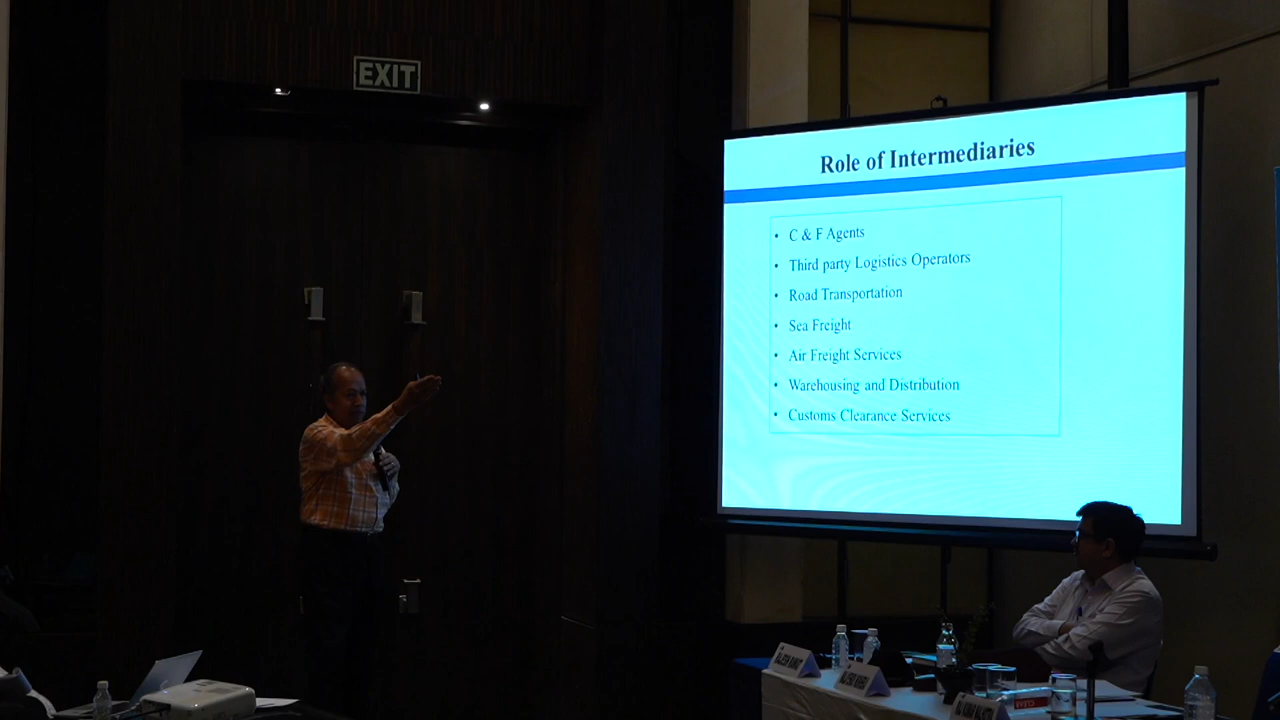 EXIT
Role of Intermediaries
• C & F Agents
• Third party Logistics Operators
• Road Transportation
• Sea Freight
• Air Freight Services
• Warehousing and Distribution
• Customs Clearance Services